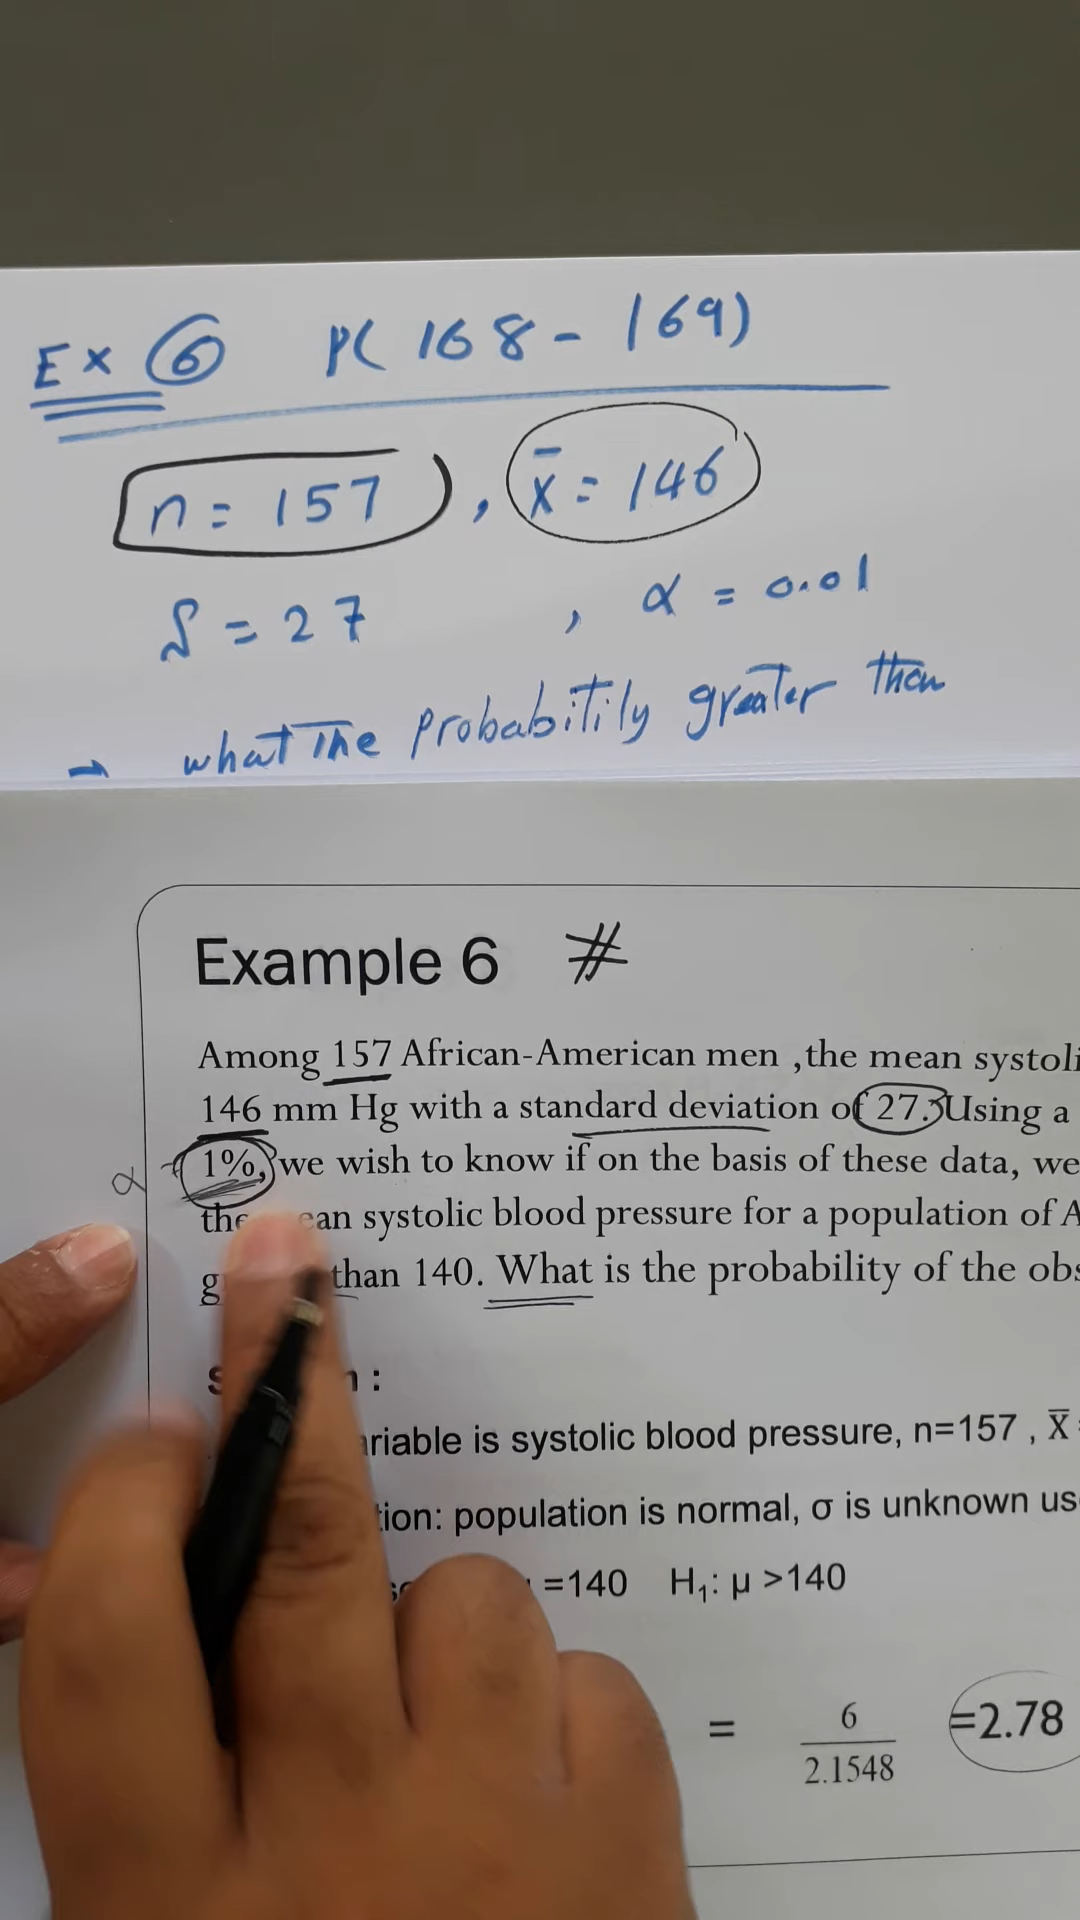 Ex 6 P( 168 - 169)
n = 157 , x̄ = 146
S = 27 , α = 0.01
→ what The probabitily greater than
Example 6 #
Among 157 African-American men ,the mean systoli
146 mm Hg with a standard deviation of 27. Using a
α 1%, we wish to know if on the basis of these data, we
the systolic blood pressure for a population of A
than 140. What is the probability of the obs
:
riable is systolic blood pressure, n=157 , X̄
tion: population is normal, σ is unknown us
=140 H₁: μ >140
= 6 =2.78
2.1548